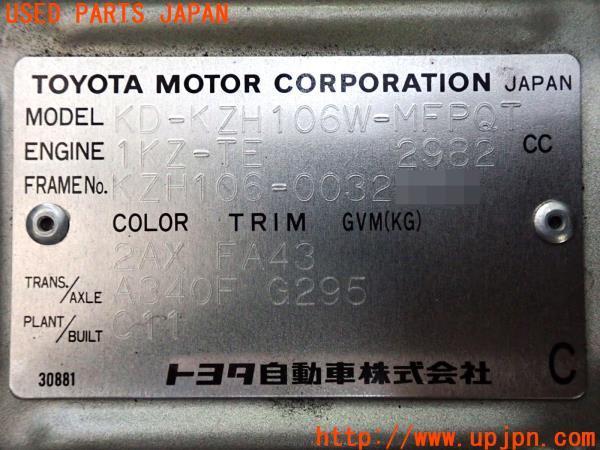 USED PARTS JAPAN
TOYOTA MOTOR CORPORATION JAPAN
MODEL KD-KZH106W-MFPQT
ENGINE 1KZ-TE 2982 CC
FRAME No. KZH106-0032
COLOR TRIM GVM(KG)
2AX FA43
TRANS./AXLE A340F G295
PLANT/BUILT C11
30881 トヨタ自動車株式会社 C
http://www.upjpn.com/